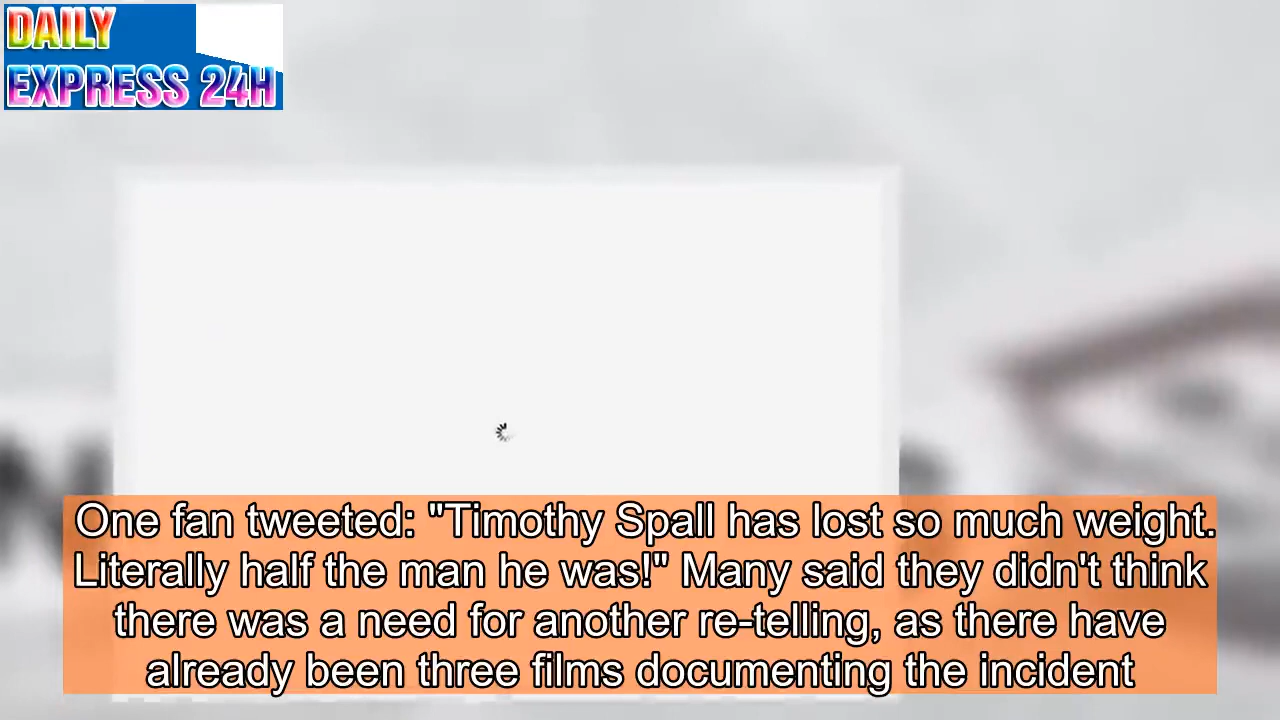 DAILY
EXPRESS 24H
One fan tweeted: "Timothy Spall has lost so much weight.
Literally half the man he was!" Many said they didn't think
there was a need for another re-telling, as there have
already been three films documenting the incident